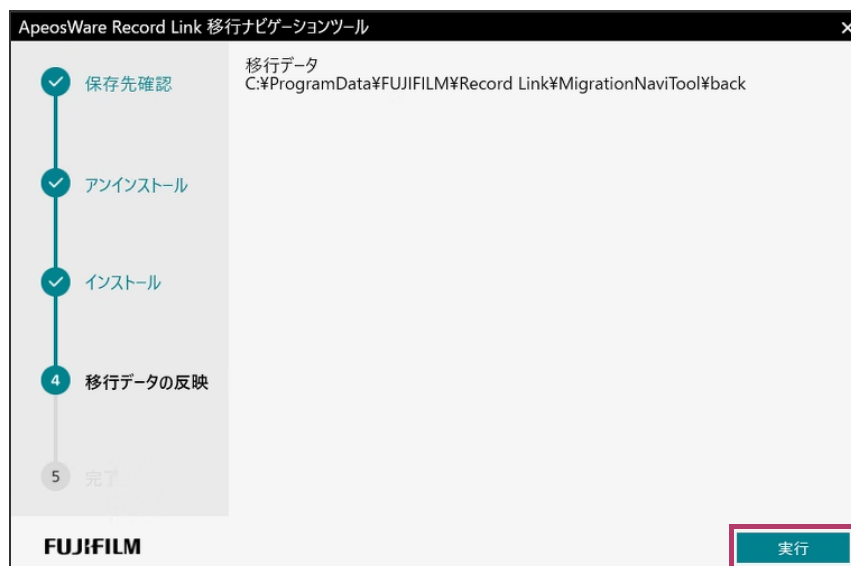 ApeosWare Record Link 移行ナビゲーションツール
保存先確認
アンインストール
インストール
4 移行データの反映
5 完了
移行データ
C:¥ProgramData¥FUJIFILM¥Record Link¥MigrationNaviTool¥back
FUJIFILM
実行